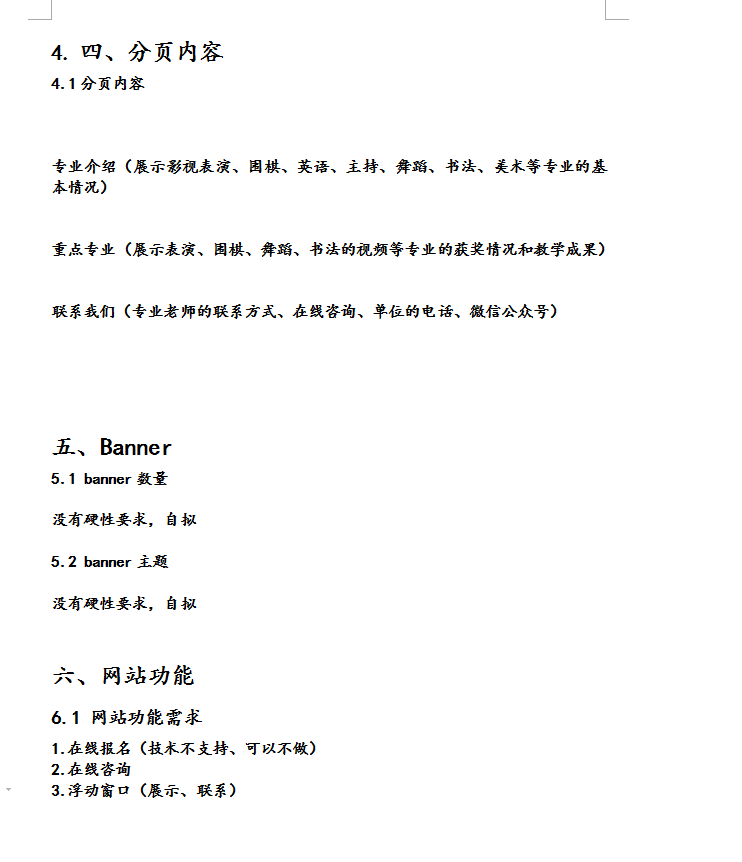 4. 四、分页内容
4.1分页内容
专业介绍（展示影视表演、围棋、英语、主持、舞蹈、书法、美术等专业的基
本情况）
重点专业（展示表演、围棋、舞蹈、书法的视频等专业的获奖情况和教学成果）
联系我们（专业老师的联系方式、在线咨询、单位的电话、微信公众号）
五、Banner
5.1 banner 数量
没有硬性要求，自拟
5.2 banner 主题
没有硬性要求，自拟
六、网站功能
6.1 网站功能需求
1.在线报名（技术不支持、可以不做）
2.在线咨询
3.浮动窗口（展示、联系）